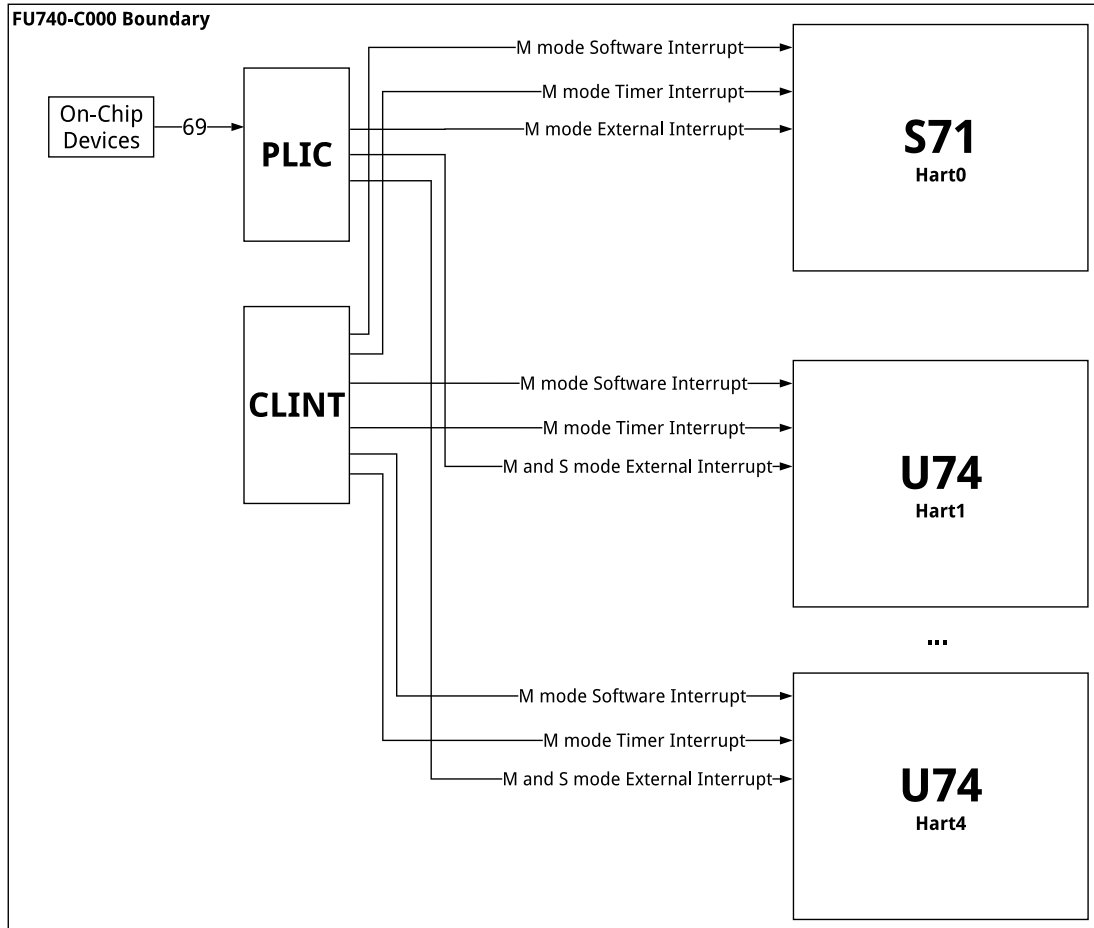 FU740-C000 Boundary
On-Chip
Devices
69
PLIC
CLINT
M mode Software Interrupt
M mode Timer Interrupt
M mode External Interrupt
S71
Hart0
M mode Software Interrupt
M mode Timer Interrupt
M and S mode External Interrupt
U74
Hart1
...
M mode Software Interrupt
M mode Timer Interrupt
M and S mode External Interrupt
U74
Hart4